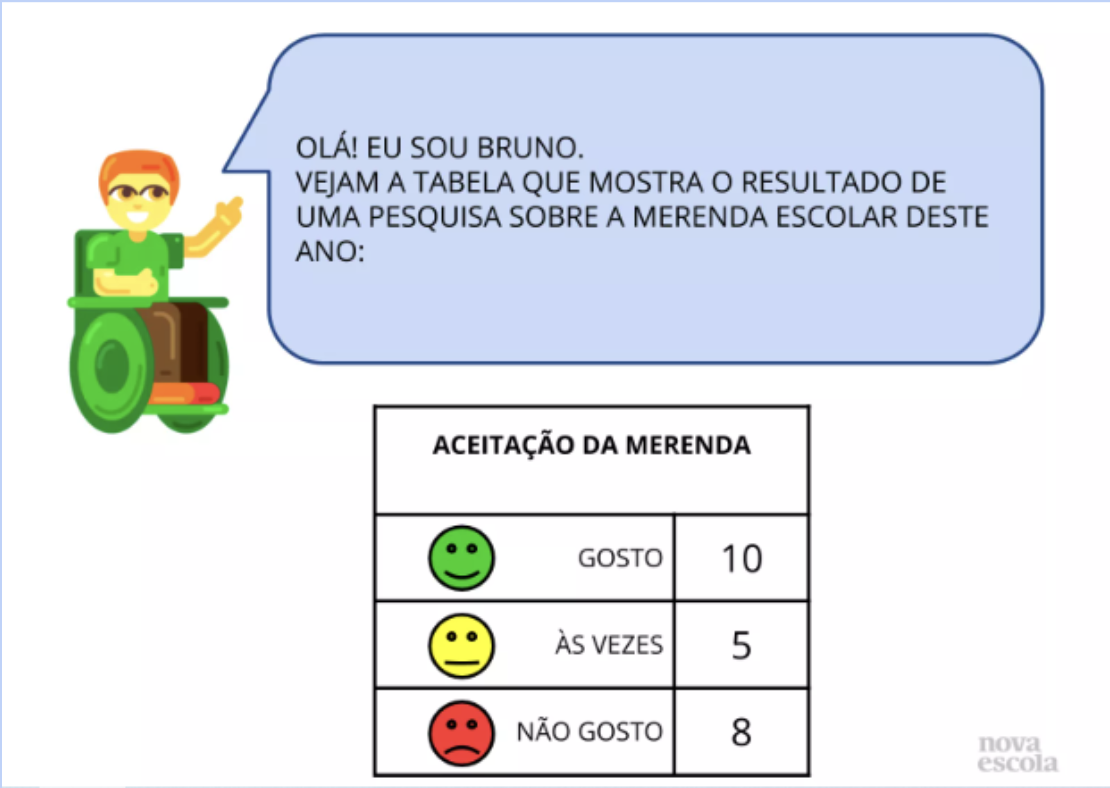 OLÁ! EU SOU BRUNO.
VEJAM A TABELA QUE MOSTRA O RESULTADO DE
UMA PESQUISA SOBRE A MERENDA ESCOLAR DESTE
ANO:
ACEITAÇÃO DA MERENDA
GOSTO 10
ÀS VEZES 5
NÃO GOSTO 8
nova
escola